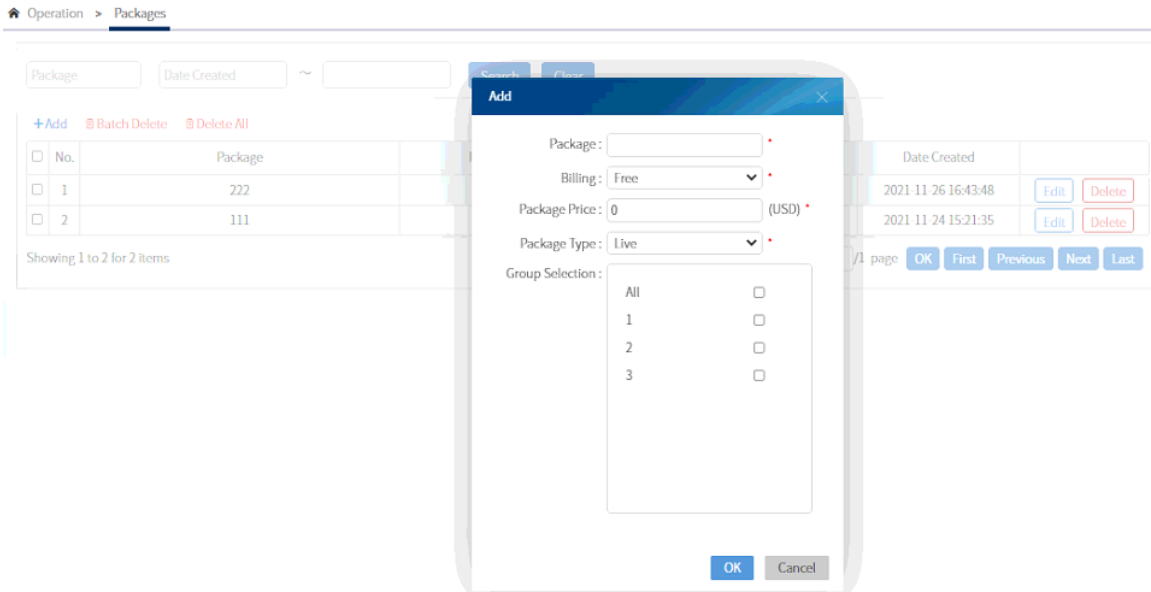 Operation > Packages
Package Date Created ~ Search Clear
Add
+Add Batch Delete Delete All
Package :  *
Billing : Free *
Package Price : 0 (USD) *
Package Type : Live *
Group Selection :
All
1
2
3
OK Cancel
No. Package Date Created
1 222 2021-11-26 16:43:48 Edit Delete
2 111 2021-11-24 15:21:35 Edit Delete
Showing 1 to 2 for 2 items /1 page OK First Previous Next Last